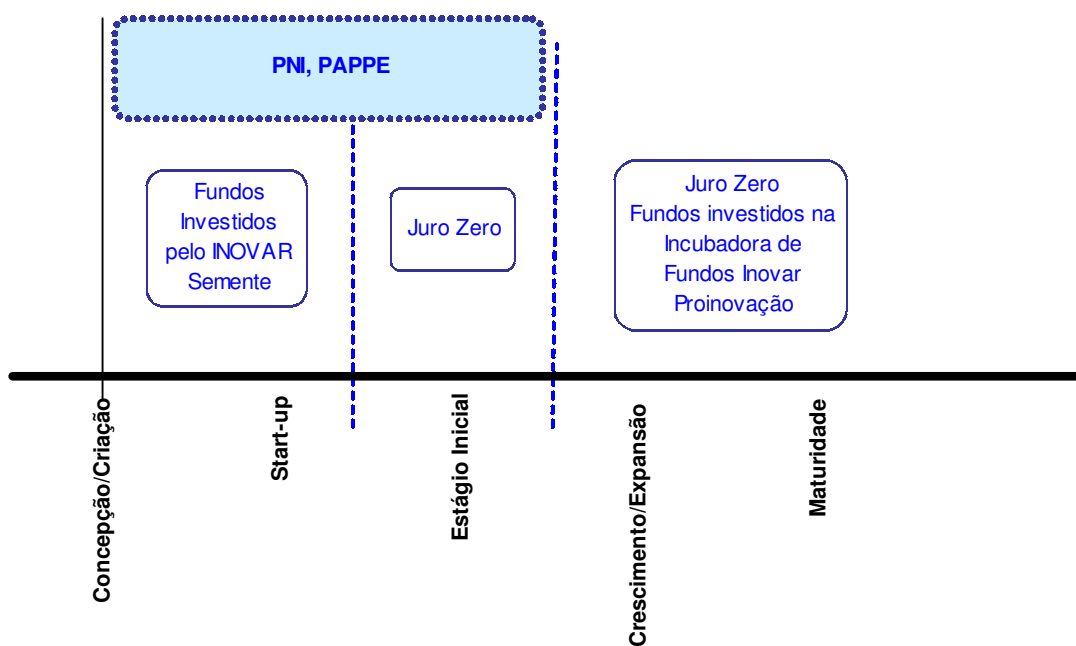 PNI, PAPPE
Fundos
Investidos
pelo INOVAR
Semente
Juro Zero
Juro Zero
Fundos investidos na
Incubadora de
Fundos Inovar
Proinovação
Concepção/Criação
Start-up
Estágio Inicial
Crescimento/Expansão
Maturidade